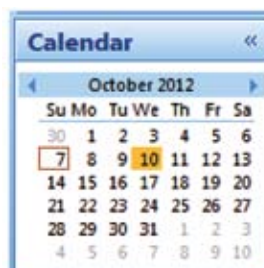 Calendar «
October 2012
Su Mo Tu We Th Fr Sa
30 1 2 3 4 5 6
7 8 9 10 11 12 13
14 15 16 17 18 19 20
21 22 23 24 25 26 27
28 29 30 31 1 2 3
4 5 6 7 8 9 10